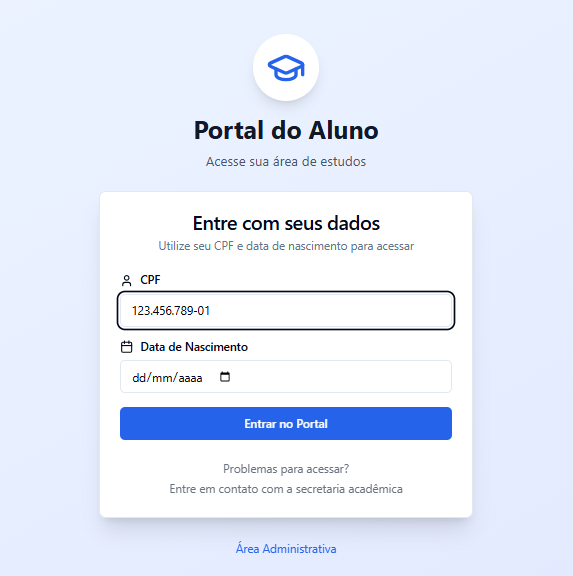 Portal do Aluno
Acesse sua área de estudos
Entre com seus dados
Utilize seu CPF e data de nascimento para acessar
CPF
123.456.789-01
Data de Nascimento
dd/mm/aaaa
Entrar no Portal
Problemas para acessar?
Entre em contato com a secretaria acadêmica
Área Administrativa